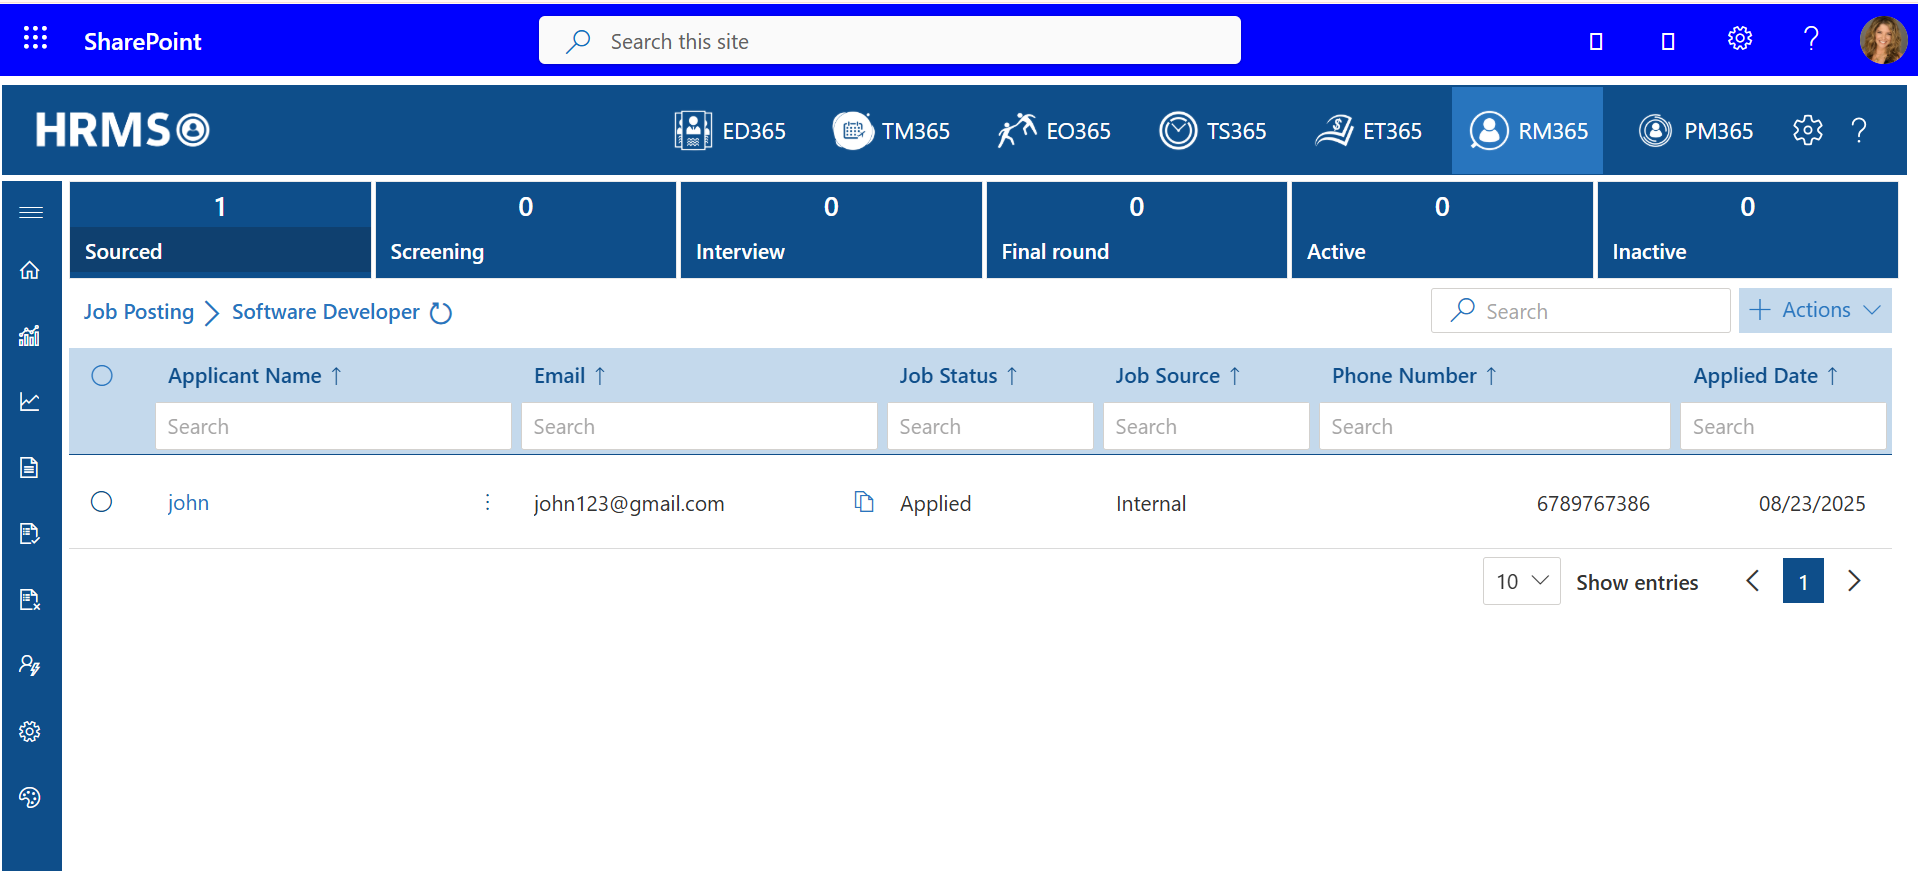 SharePoint
Search this site
HRMS
ED365
TM365
EO365
TS365
ET365
RM365
PM365
1
Sourced
0
Screening
0
Interview
0
Final round
0
Active
0
Inactive
Job Posting
Software Developer
Search
Actions
Applicant Name ↑
Email ↑
Job Status ↑
Job Source ↑
Phone Number ↑
Applied Date ↑
Search
Search
Search
Search
Search
Search
john
john123@gmail.com
Applied
Internal
6789767386
08/23/2025
10
Show entries
1